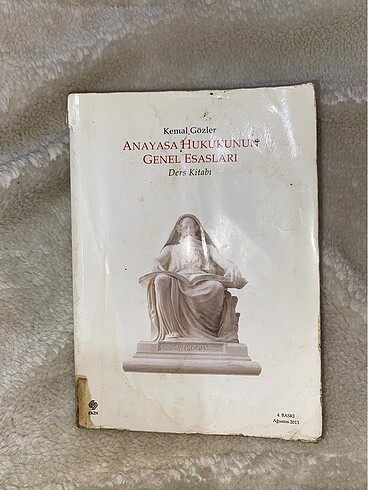 Kemal Gözler
ANAYASA HUKUKUNUN
GENEL ESASLARI
Ders Kitabı
EKİN
4. BASKI
Ağustos 2013